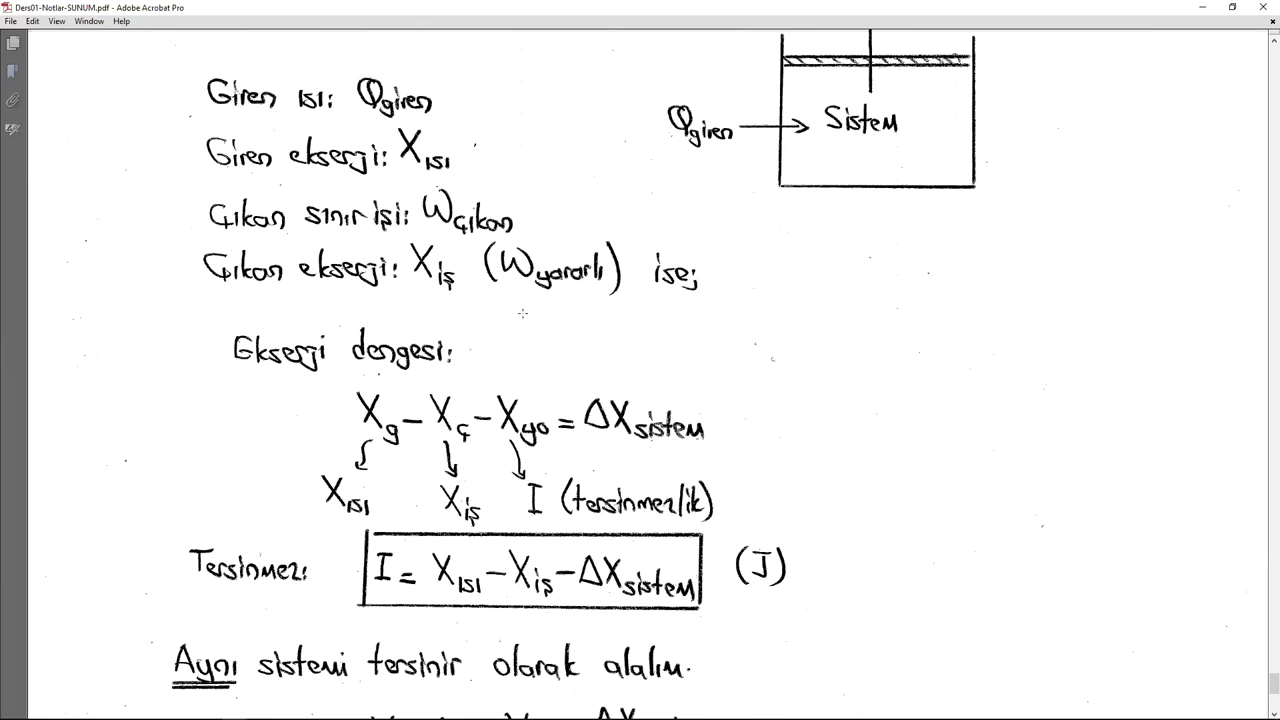 Ders01-Notlar-SUNUM.pdf - Adobe Acrobat Pro
File Edit View Window Help
Giren ısı: Qgiren
Giren ekserji: Xısı
Çıkan sınır işi: Wçıkan
Çıkan ekserji: Xiş (Wyararlı) ise;
Qgiren → Sistem
Ekserji dengesi:
Xg - Xç - Xyo = ΔXsistem
Xısı Xiş I (tersinmezlik)
Tersinmez: I = Xısı - Xiş - ΔXsistem (J)
Aynı sistemi tersinir olarak alalım.